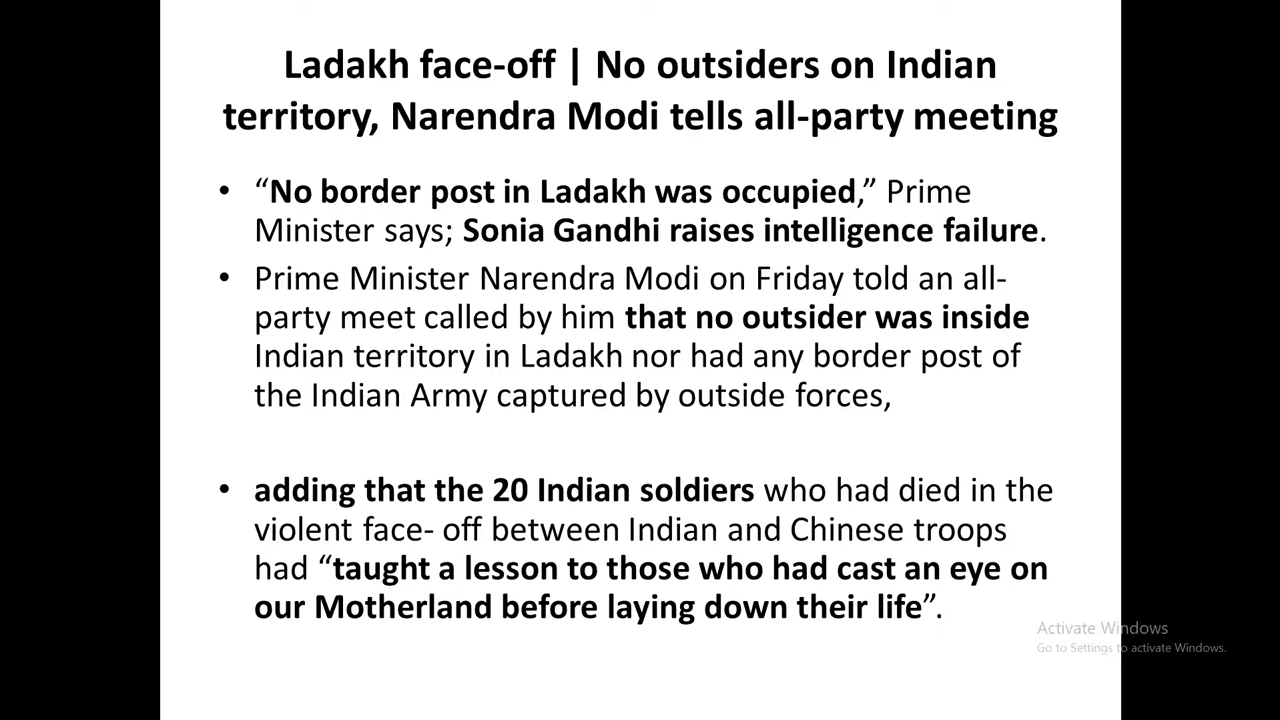 Ladakh face-off | No outsiders on Indian
territory, Narendra Modi tells all-party meeting
• “No border post in Ladakh was occupied,” Prime
Minister says; Sonia Gandhi raises intelligence failure.
• Prime Minister Narendra Modi on Friday told an all-
party meet called by him that no outsider was inside
Indian territory in Ladakh nor had any border post of
the Indian Army captured by outside forces,
• adding that the 20 Indian soldiers who had died in the
violent face- off between Indian and Chinese troops
had “taught a lesson to those who had cast an eye on
our Motherland before laying down their life”.
Activate Windows
Go to Settings to activate Windows.